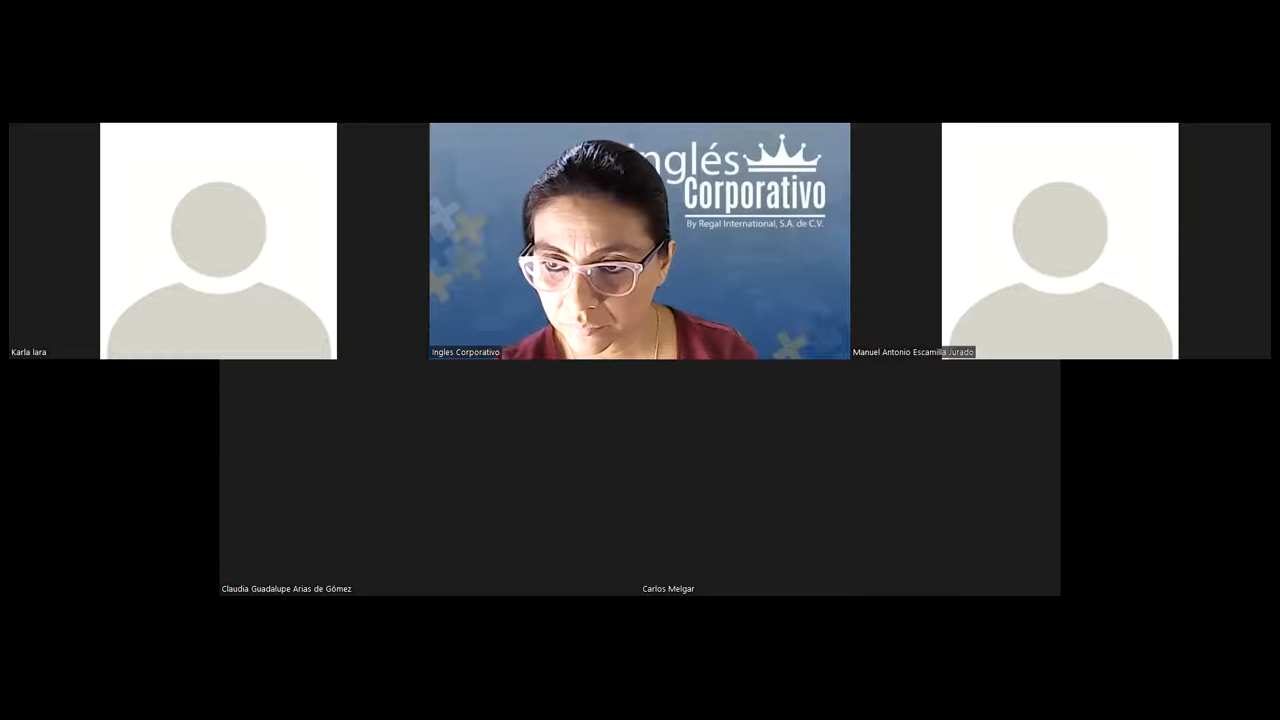 inglés
Corporativo
By Regal International, S.A. de C.V.
Karla lara
Ingles Corporativo
Manuel Antonio Escamilla Jurado
Claudia Guadalupe Arias de Gómez
Carlos Melgar